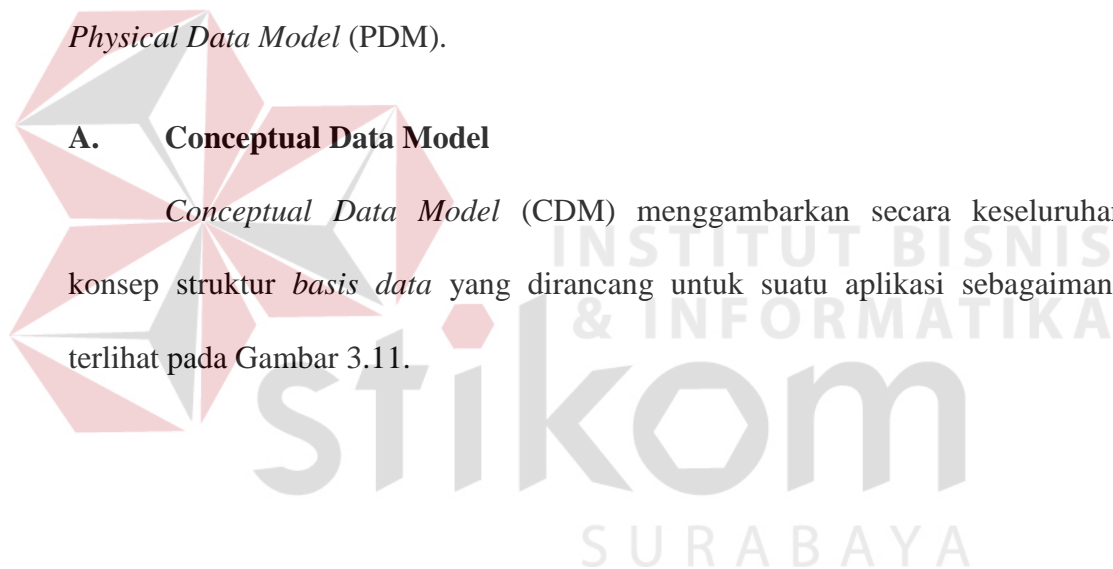 Physical Data Model (PDM).
A. Conceptual Data Model
Conceptual Data Model (CDM) menggambarkan secara keseluruhan
konsep struktur basis data yang dirancang untuk suatu aplikasi sebagaiman
terlihat pada Gambar 3.11.
INSTITUT BISNIS
& INFORMATIKA
stikom
SURABAYA